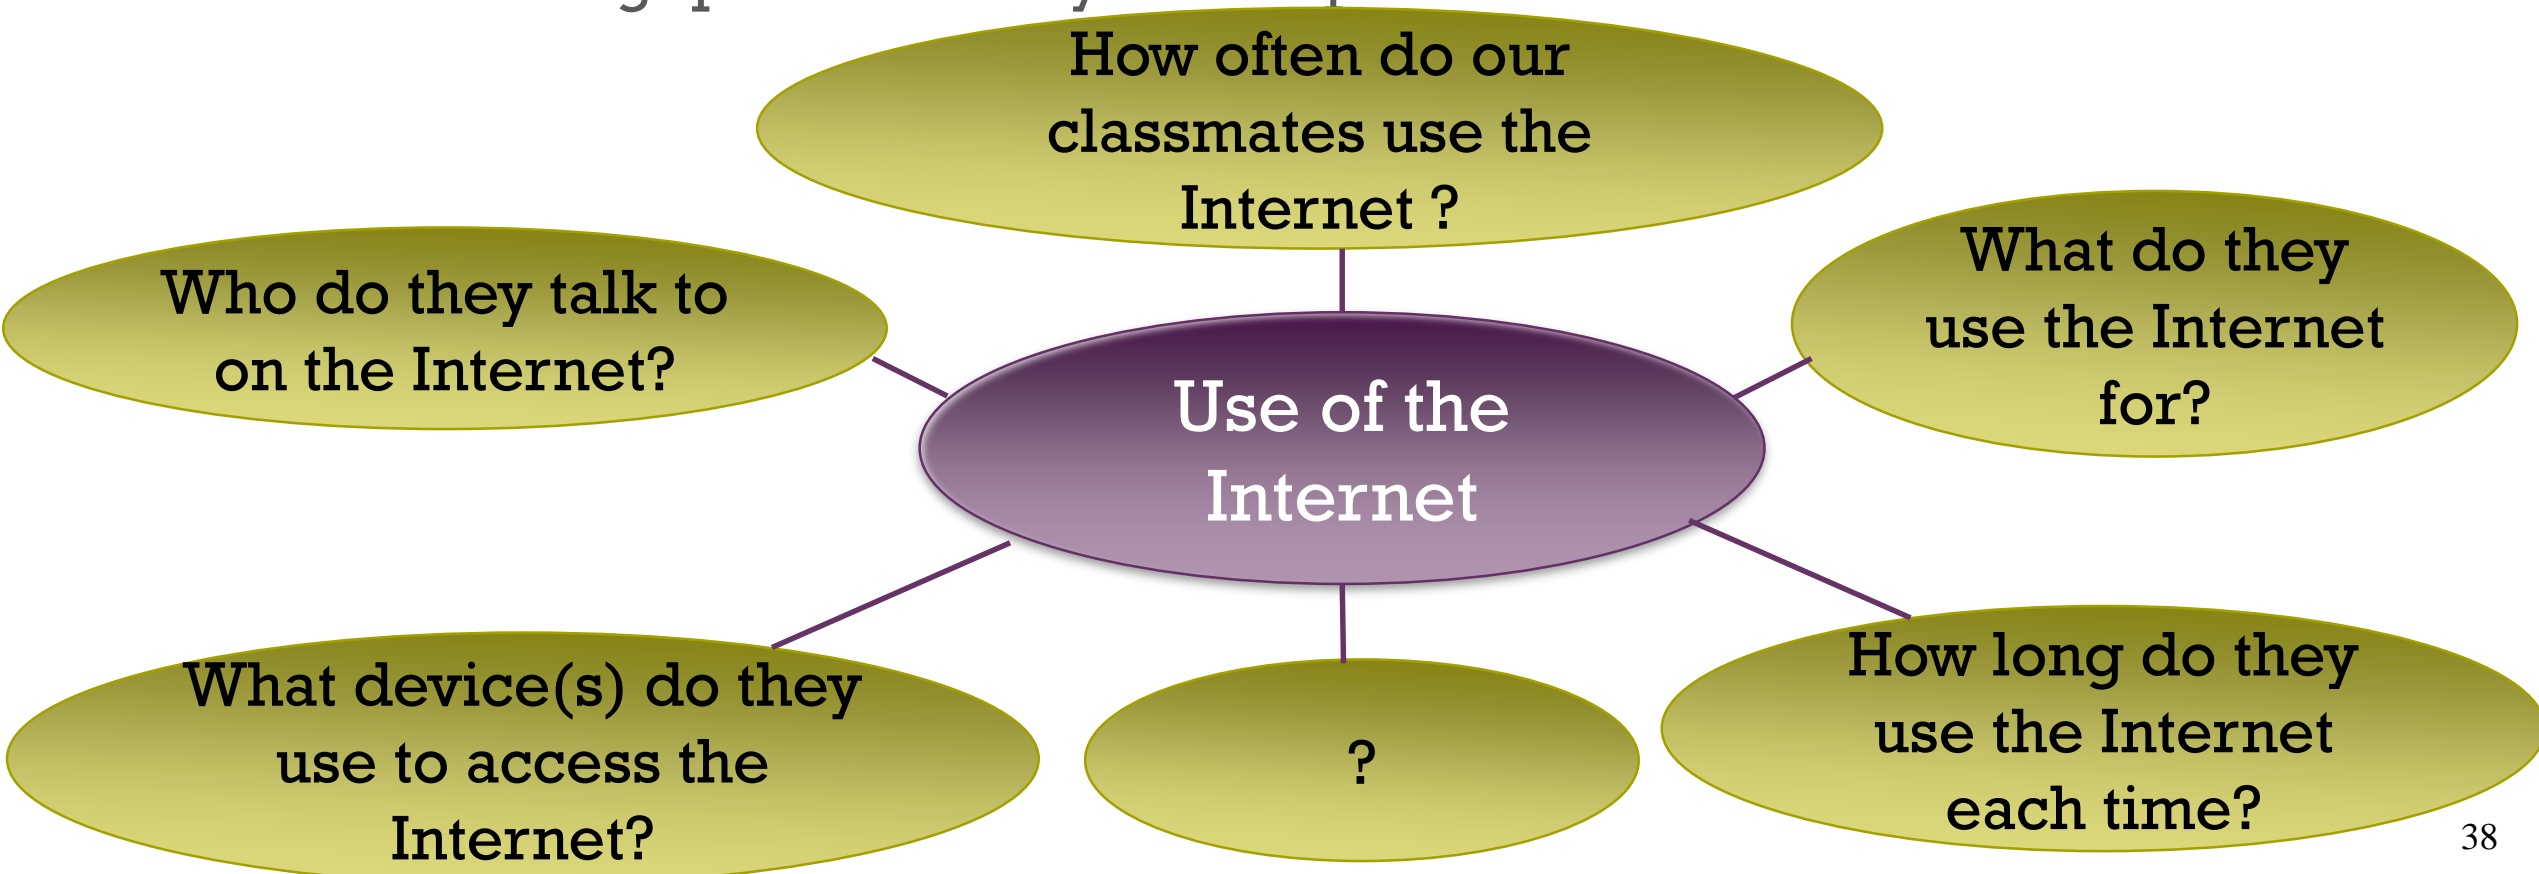 How often do our
classmates use the
Internet ?
Who do they talk to
on the Internet?
What do they
use the Internet
for?
Use of the
Internet
What device(s) do they
use to access the
Internet?
?
How long do they
use the Internet
each time?
38